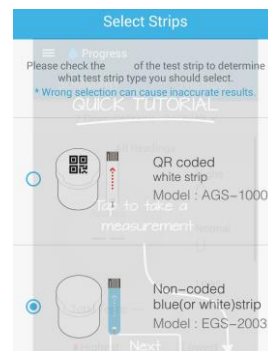 Select Strips
Progress
Please check the of the test strip to determine
what test strip type you should select.
* Wrong selection can cause inaccurate results.
QUICK TUTORIAL
QR coded
white strip
Model : AGS-1000
Tap to take a
measurement
Non-coded
blue(or white)strip
Model : EGS-2003
Next